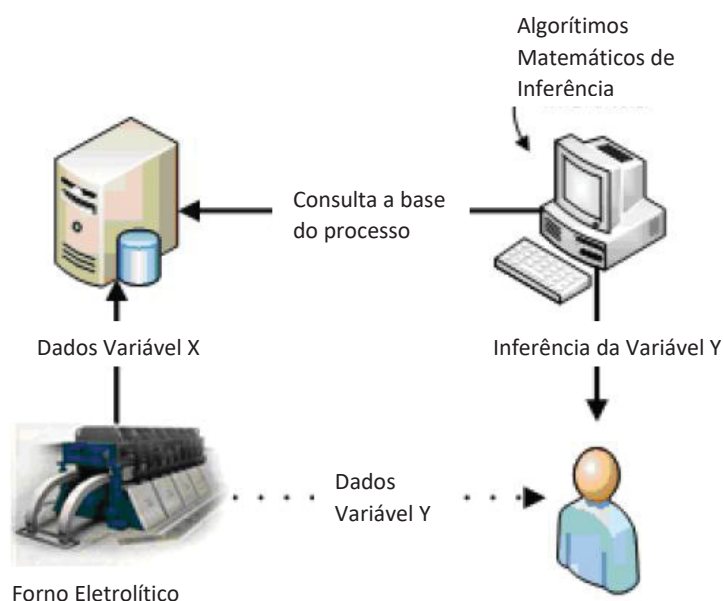 Algorítimos
Matemáticos de
Inferência
Consulta a base
do processo
Dados Variável X
Inferência da Variável Y
Dados
Variável Y
Forno Eletrolítico